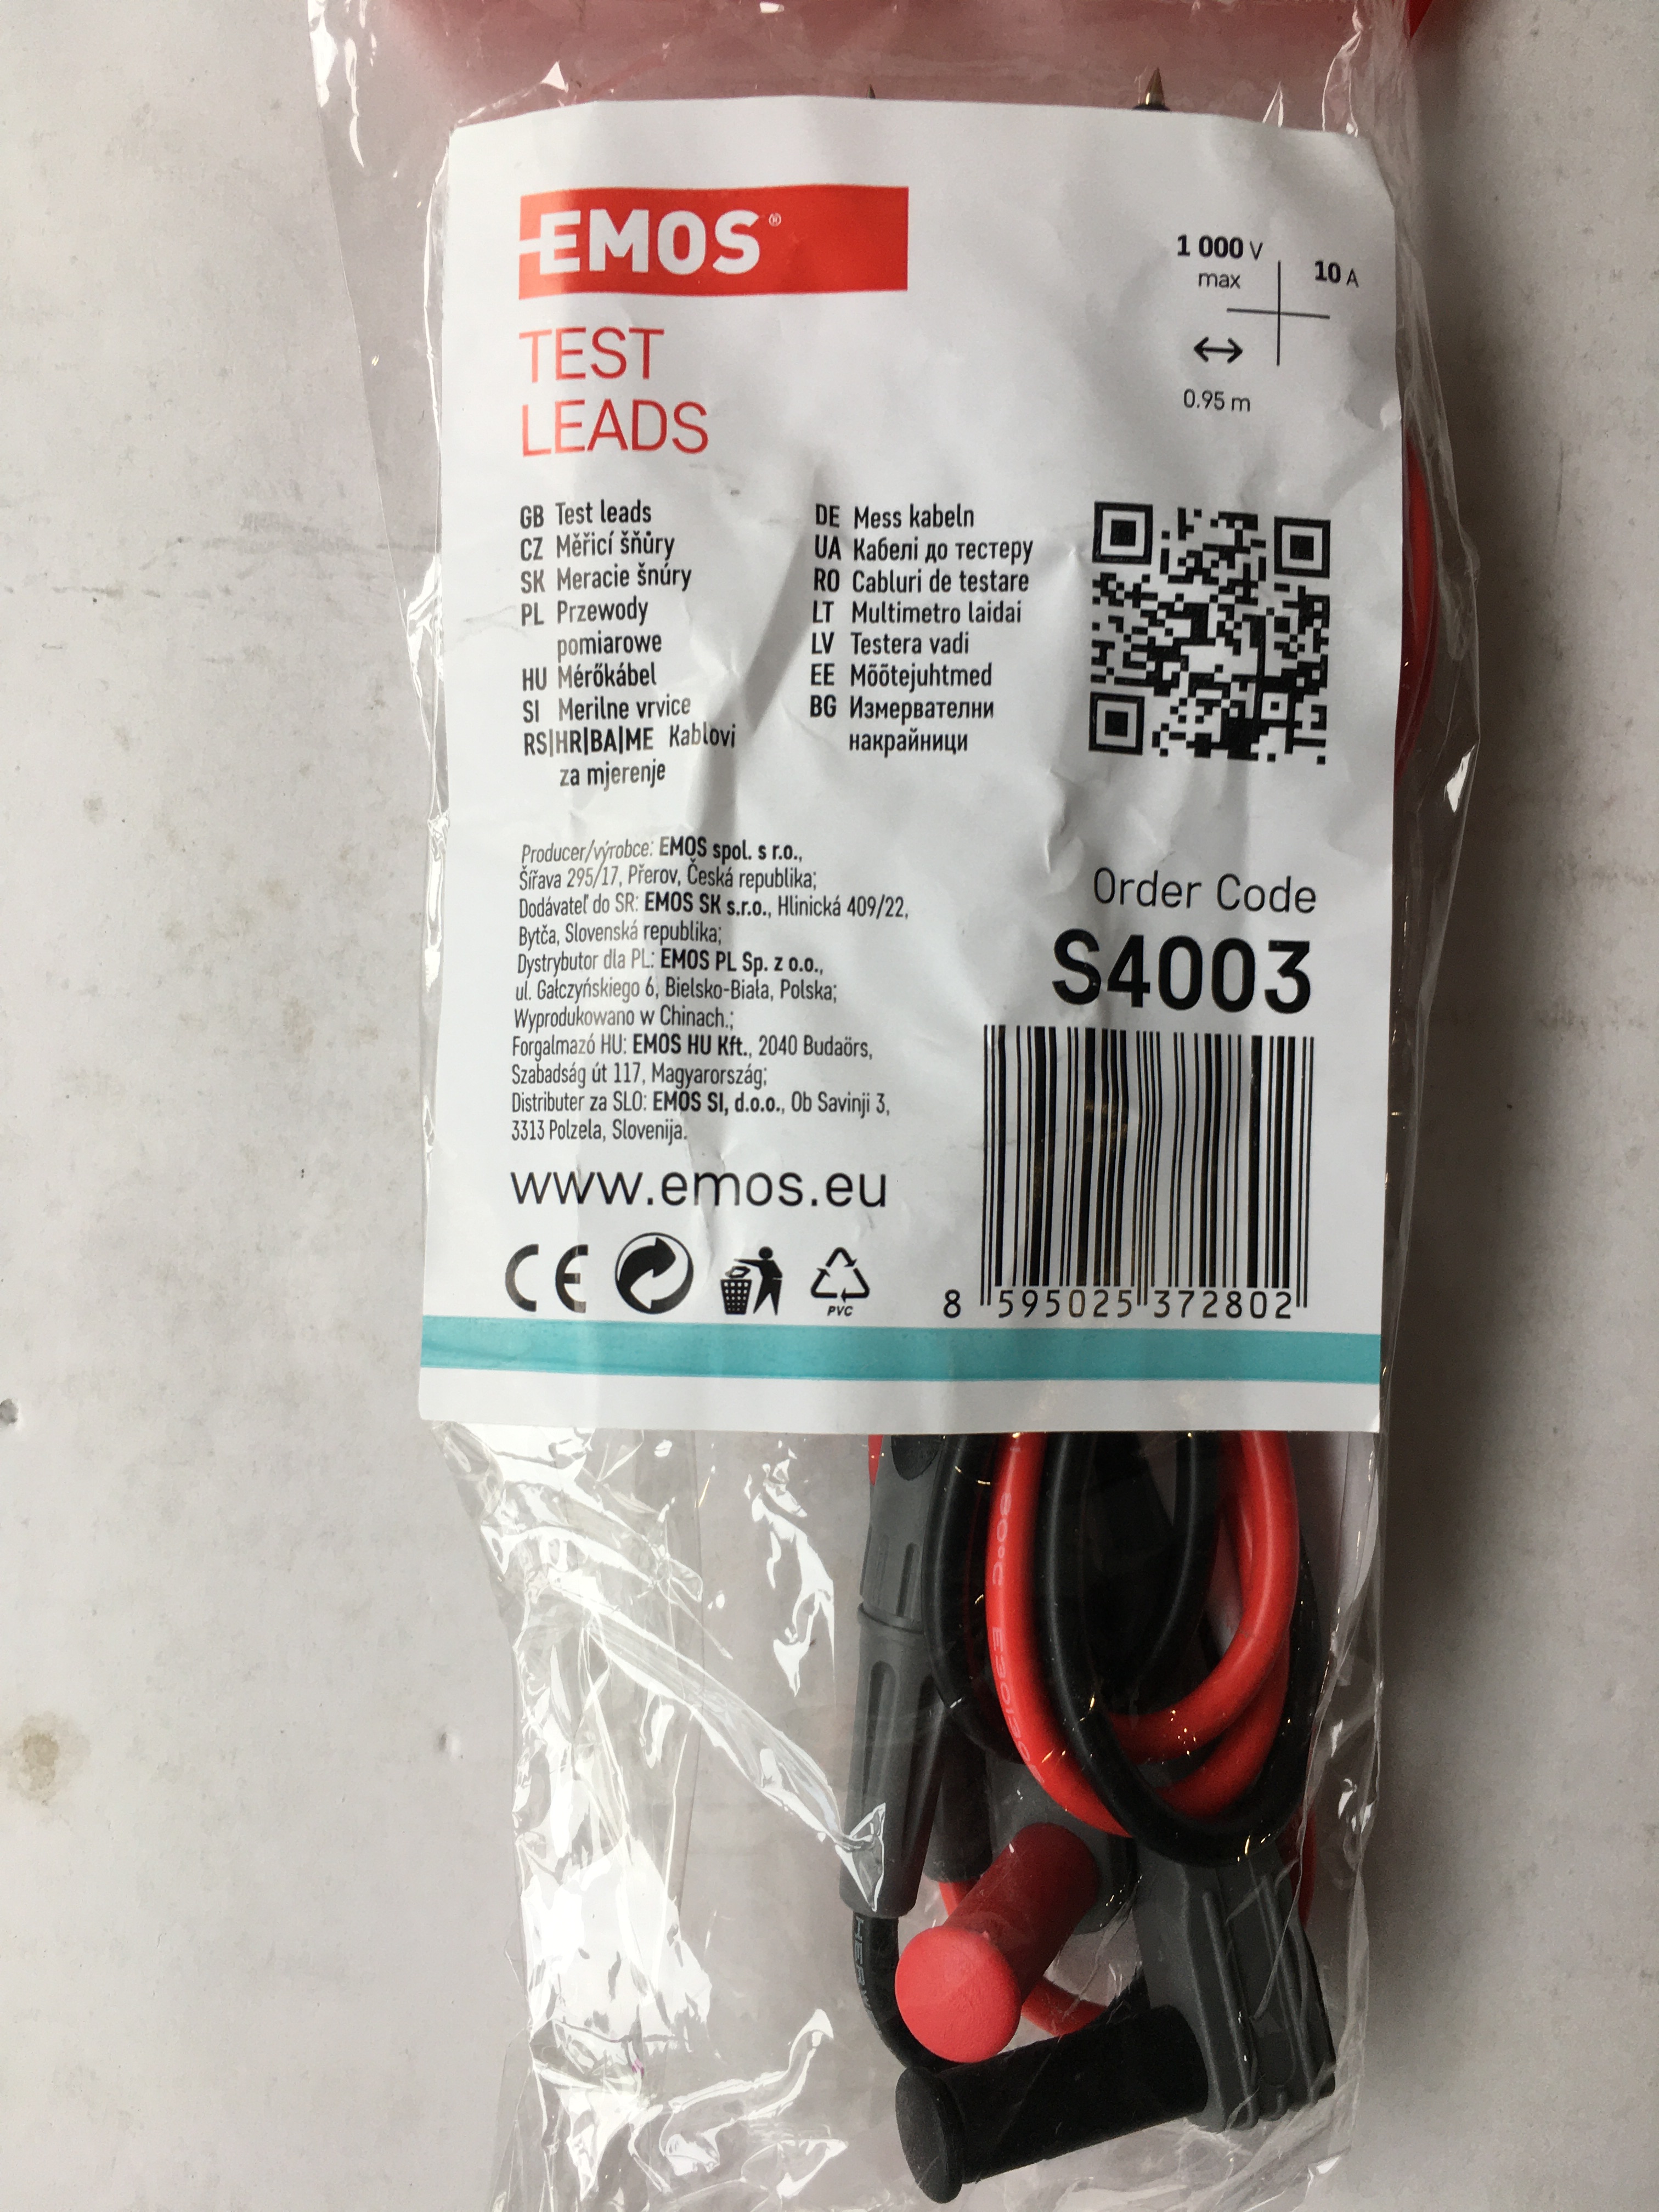 EMOS®
TEST
LEADS
1 000 V
max
10 A
0.95 m
GB Test leads
CZ Měřicí šňůry
SK Meracie šnúry
PL Przewody
pomiarowe
HU Mérőkábel
SI Merilne vrvice
RS|HR|BA|ME Kablovi
za mjerenje
DE Mess kabeln
UA Кабелі до тестеру
RO Cabluri de testare
LT Multimetro laidai
LV Testera vadi
EE Mõõtejuhtmed
BG Измервателни
накрайници
Producer/výrobce: EMOS spol. s r.o.,
Šířava 295/17, Přerov, Česká republika;
Dodávateľ do SR: EMOS SK s.r.o., Hlinická 409/22,
Bytča, Slovenská republika;
Dystrybutor dla PL: EMOS PL Sp. z o.o.,
ul. Gałczyńskiego 6, Bielsko-Biała, Polska;
Wyprodukowano w Chinach.;
Forgalmazó HU: EMOS HU Kft., 2040 Budaörs,
Szabadság út 117, Magyarország;
Distributer za SLO: EMOS SI, d.o.o., Ob Savinji 3,
3313 Polzela, Slovenija.
www.emos.eu
CE
PVC
Order Code
S4003
8 595025 372802
80°C